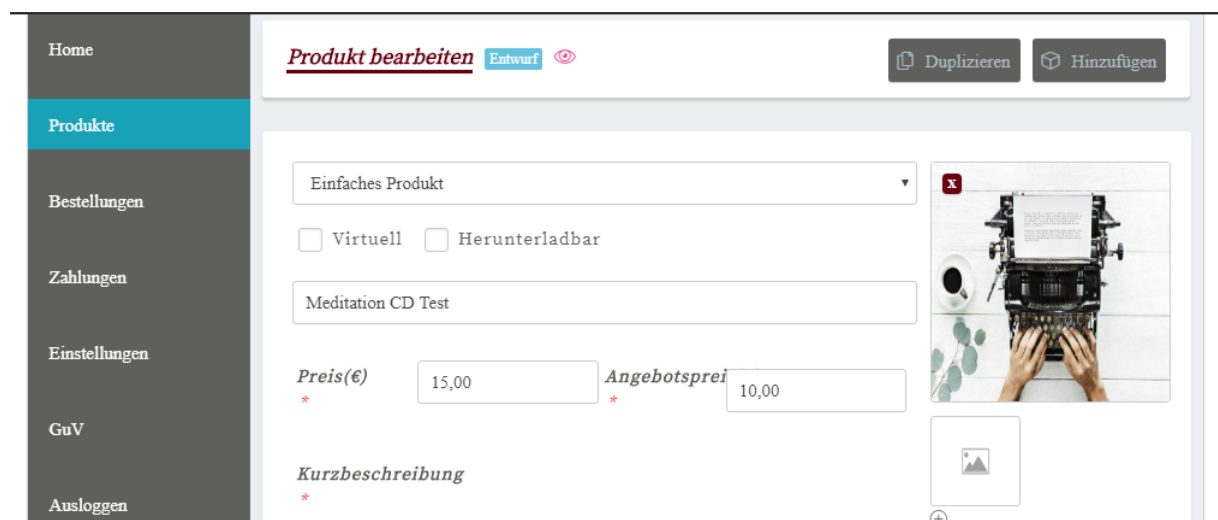 Home
Produkt bearbeiten Entwurf
Duplizieren
Hinzufügen
Produkte
Einfaches Produkt
x
Bestellungen
Virtuell
Herunterladbar
Zahlungen
Meditation CD Test
Einstellungen
Preis(€)
*
15,00
Angebotsprei
*
10,00
GuV
Kurzbeschreibung
*
Ausloggen